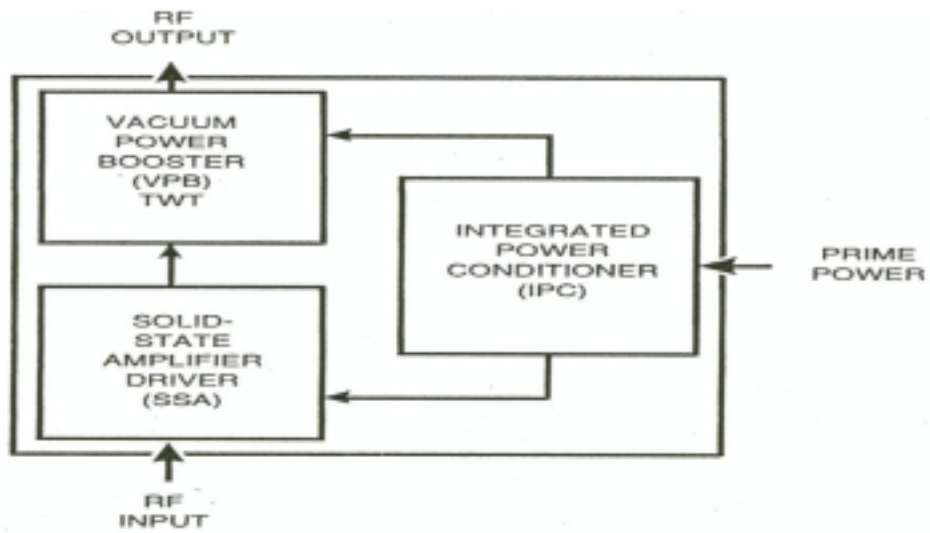 RF
OUTPUT
VACUUM
POWER
BOOSTER
(VPB)
TWT
INTEGRATED
POWER
CONDITIONER
(IPC)
PRIME
POWER
SOLID-
STATE
AMPLIFIER
DRIVER
(SSA)
RF
INPUT